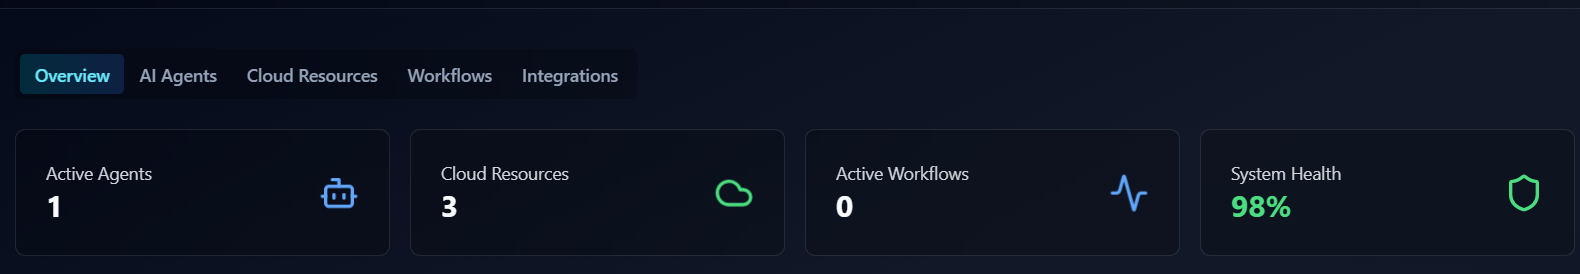 Overview AI Agents Cloud Resources Workflows Integrations
Active Agents
1
Cloud Resources
3
Active Workflows
0
System Health
98%